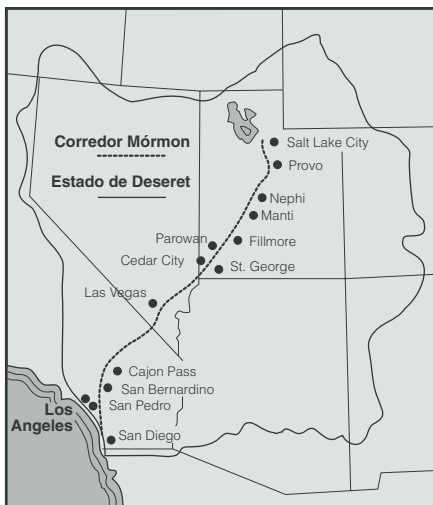 Corredor Mórmon
Estado de Deseret
Salt Lake City
Provo
Nephi
Manti
Parowan
Fillmore
Cedar City
St. George
Las Vegas
Cajon Pass
San Bernardino
San Pedro
Los
Angeles
San Diego